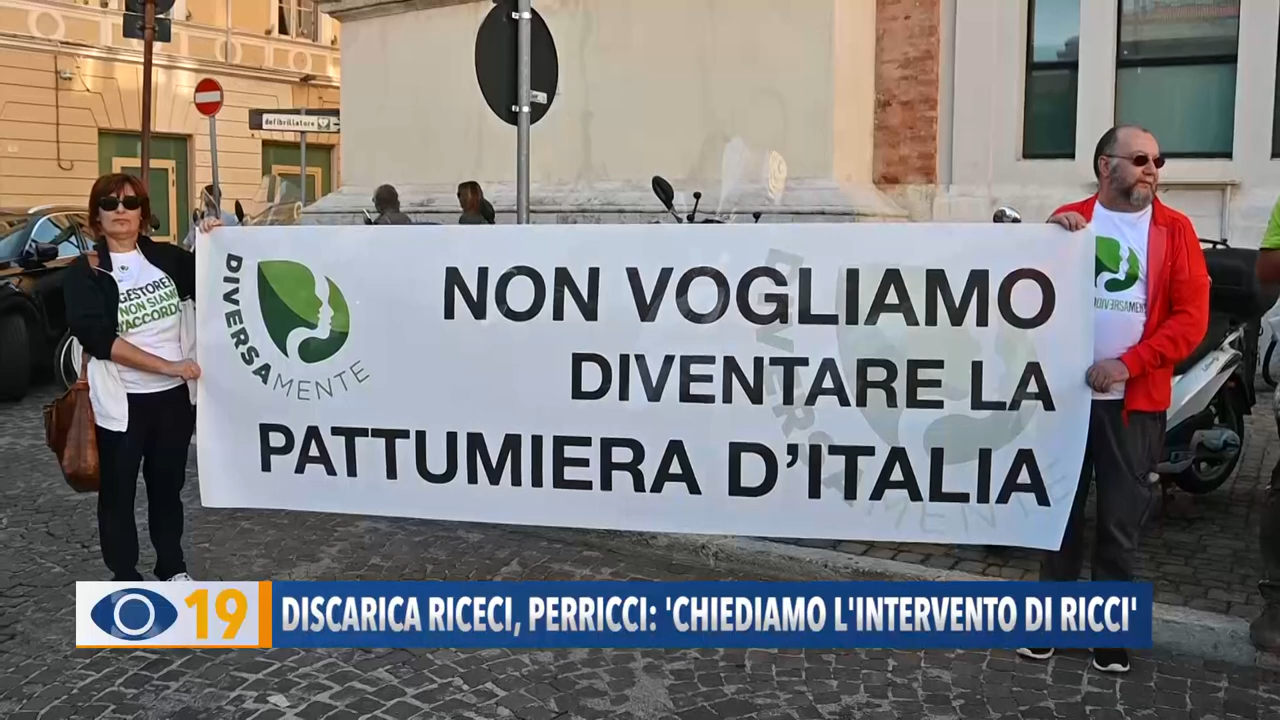 defibrillatore
DIVERSAMENTE
NON VOGLIAMO
DIVENTARE LA
PATTUMIERA D'ITALIA
DIVERSAMENTE
GESTORE!
NON SIAMO
D'ACCORDO
DIVERSAMENTE
19
DISCARICA RICECI, PERRICCI: 'CHIEDIAMO L'INTERVENTO DI RICCI'